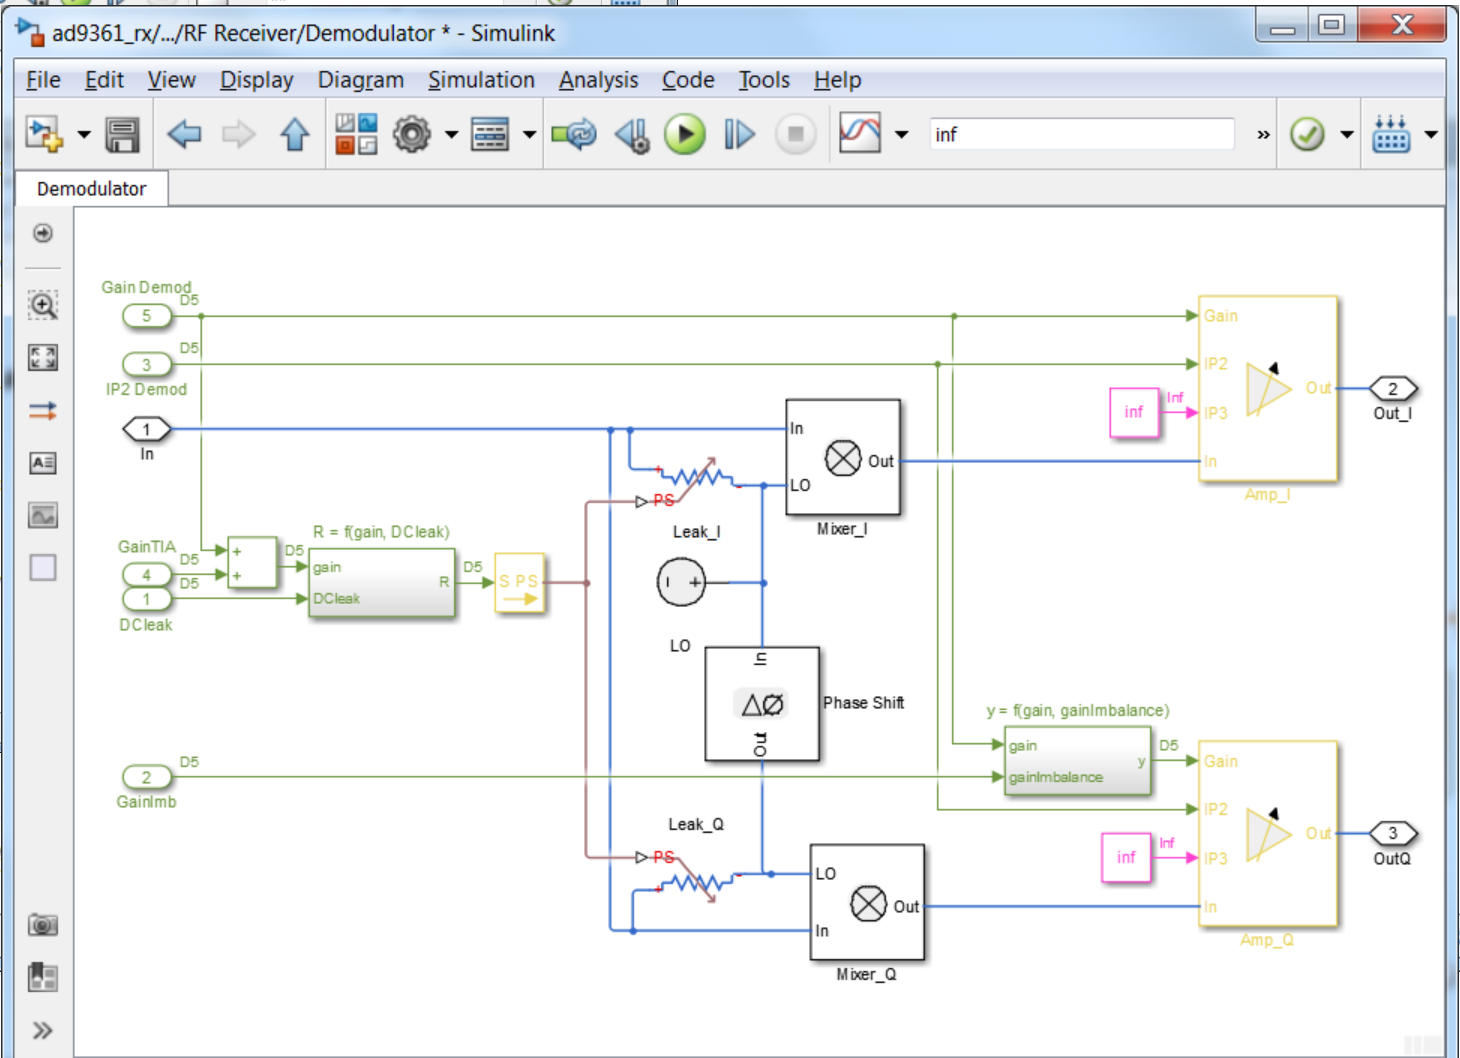 ad9361_rx/.../RF Receiver/Demodulator * - Simulink
File Edit View Display Diagram Simulation Analysis Code Tools Help
inf »
Demodulator
Gain Demod
D5
5
Gain
D5
3
IP2
IP2 Demod
inf
Inf
IP3
Out
2
Out_I
1
In
In
Out
In
Amp_I
PS
LO
Mixer_I
Leak_I
R = f(gain, DCleak)
GainTIA
D5
4
D5
1
DCleak
+
+
D5
gain
DCleak
R
D5
S PS
LO
In
ΔØ
Out
Phase Shift
y = f(gain, gainImbalance)
gain
gainImbalance
y
D5
Gain
D5
2
GainImb
IP2
Leak_Q
PS
LO
Out
In
Mixer_Q
inf
Inf
IP3
Out
3
OutQ
In
Amp_Q